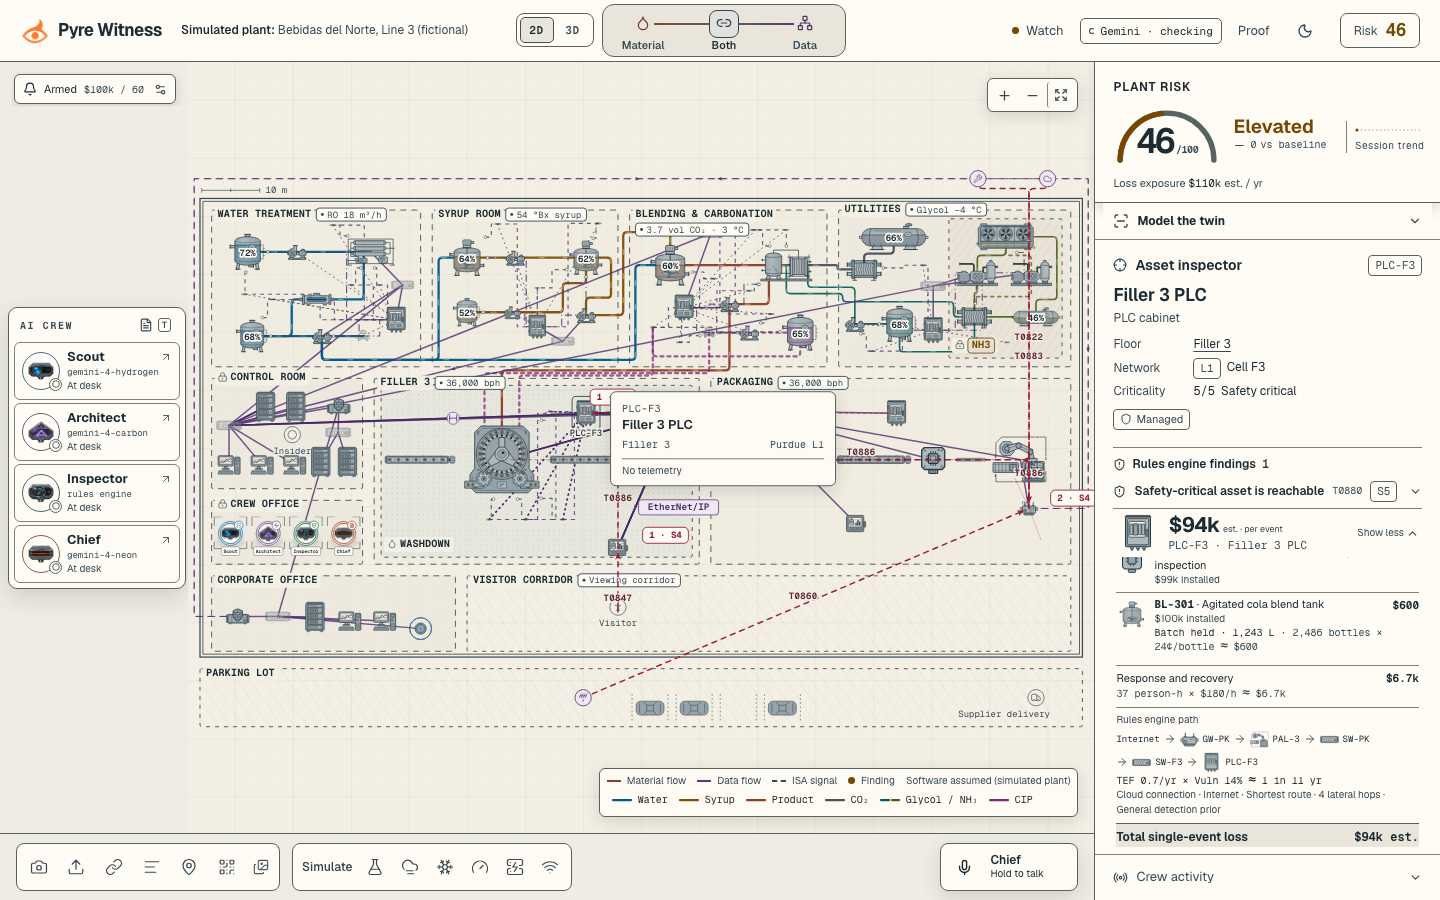 Pyre Witness
Simulated plant: Bebidas del Norte, Line 3 (fictional)
2D 3D
Material
Both
Data
Watch
Gemini · checking
Proof
Risk 46
Armed $100k / 60
10 m
WATER TREATMENT
RO 18 m³/h
SYRUP ROOM
54 °Bx syrup
BLENDING & CARBONATION
3.7 vol CO₂ · 3 °C
UTILITIES
Glycol -4 °C
72%
64%
62%
60%
66%
52%
68%
65%
68%
46%
NH3
T0822
T0883
CONTROL ROOM
FILLER 3
36,000 bph
PACKAGING
36,000 bph
1
PLC-F3
Insider
PLC-F3
Filler 3 PLC
Filler 3 Purdue L1
No telemetry
T0886
T0886
T0886
EtherNet/IP
2 · S4
1 · S4
WASHDOWN
CREW OFFICE
Scout
Architect
Inspector
Chief
CORPORATE OFFICE
VISITOR CORRIDOR
Viewing corridor
T0847
T0860
Visitor
PARKING LOT
Supplier delivery
AI CREW
T
Scout
gemini-4-hydrogen
At desk
Architect
gemini-4-carbon
At desk
Inspector
rules engine
At desk
Chief
gemini-4-neon
At desk
Material flow
Data flow
ISA signal
Finding
Software assumed (simulated plant)
Water
Syrup
Product
CO₂
Glycol / NH₃
CIP
Simulate
Chief
Hold to talk
PLANT RISK
46 /100
Elevated
— 0 vs baseline
Session trend
Loss exposure $110k est. / yr
Model the twin
Asset inspector
PLC-F3
Filler 3 PLC
PLC cabinet
Floor Filler 3
Network L1 Cell F3
Criticality 5/5 Safety critical
Managed
Rules engine findings 1
Safety-critical asset is reachable T0880 S5
$94k est. · per event
Show less
PLC-F3 · Filler 3 PLC
inspection
$99k installed
BL-301 · Agitated cola blend tank $600
$100k installed
Batch held · 1,243 L · 2,486 bottles ×
24¢/bottle ≈ $600
Response and recovery $6.7k
37 person-h × $180/h ≈ $6.7k
Rules engine path
Internet → GW-PK → PAL-3 → SW-PK
→ SW-F3 → PLC-F3
TEF 0.7/yr × Vuln 14% ≈ 1 in 11 yr
Cloud connection · Internet · Shortest route · 4 lateral hops ·
General detection prior
Total single-event loss $94k est.
Crew activity